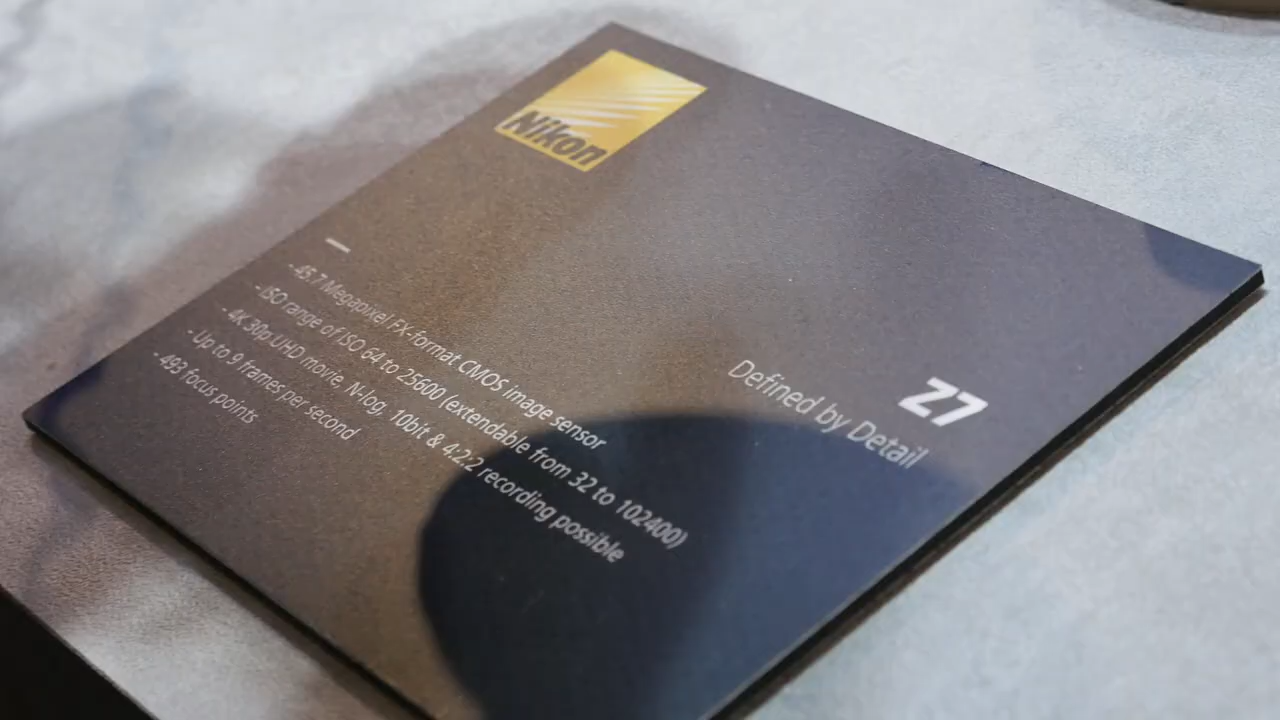 Nikon
Z7
Defined by Detail
- 45.7 Megapixel FX-format CMOS image sensor
- ISO range of ISO 64 to 25600 (extendable from 32 to 102400)
- 4K 30p UHD movie, N-log, 10bit & 4:2:2 recording possible
- Up to 9 frames per second
- 493 focus points